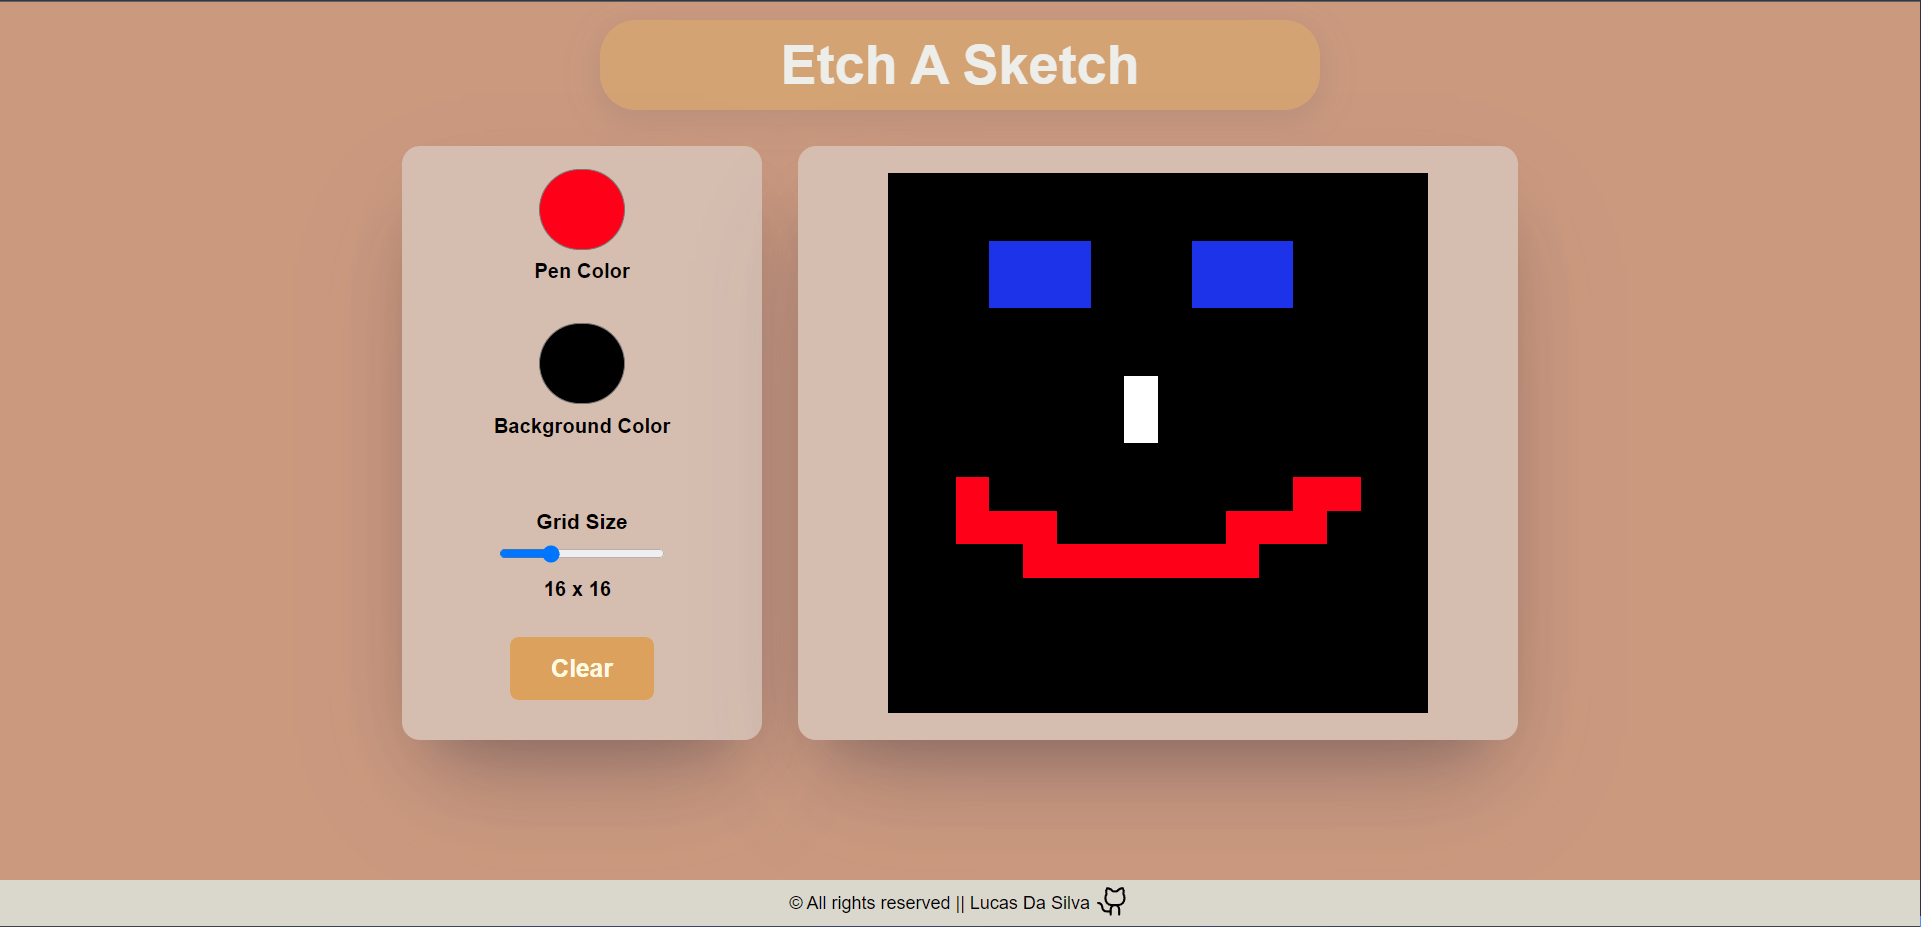 Etch A Sketch
Pen Color
Background Color
Grid Size
16 x 16
Clear
© All rights reserved || Lucas Da Silva